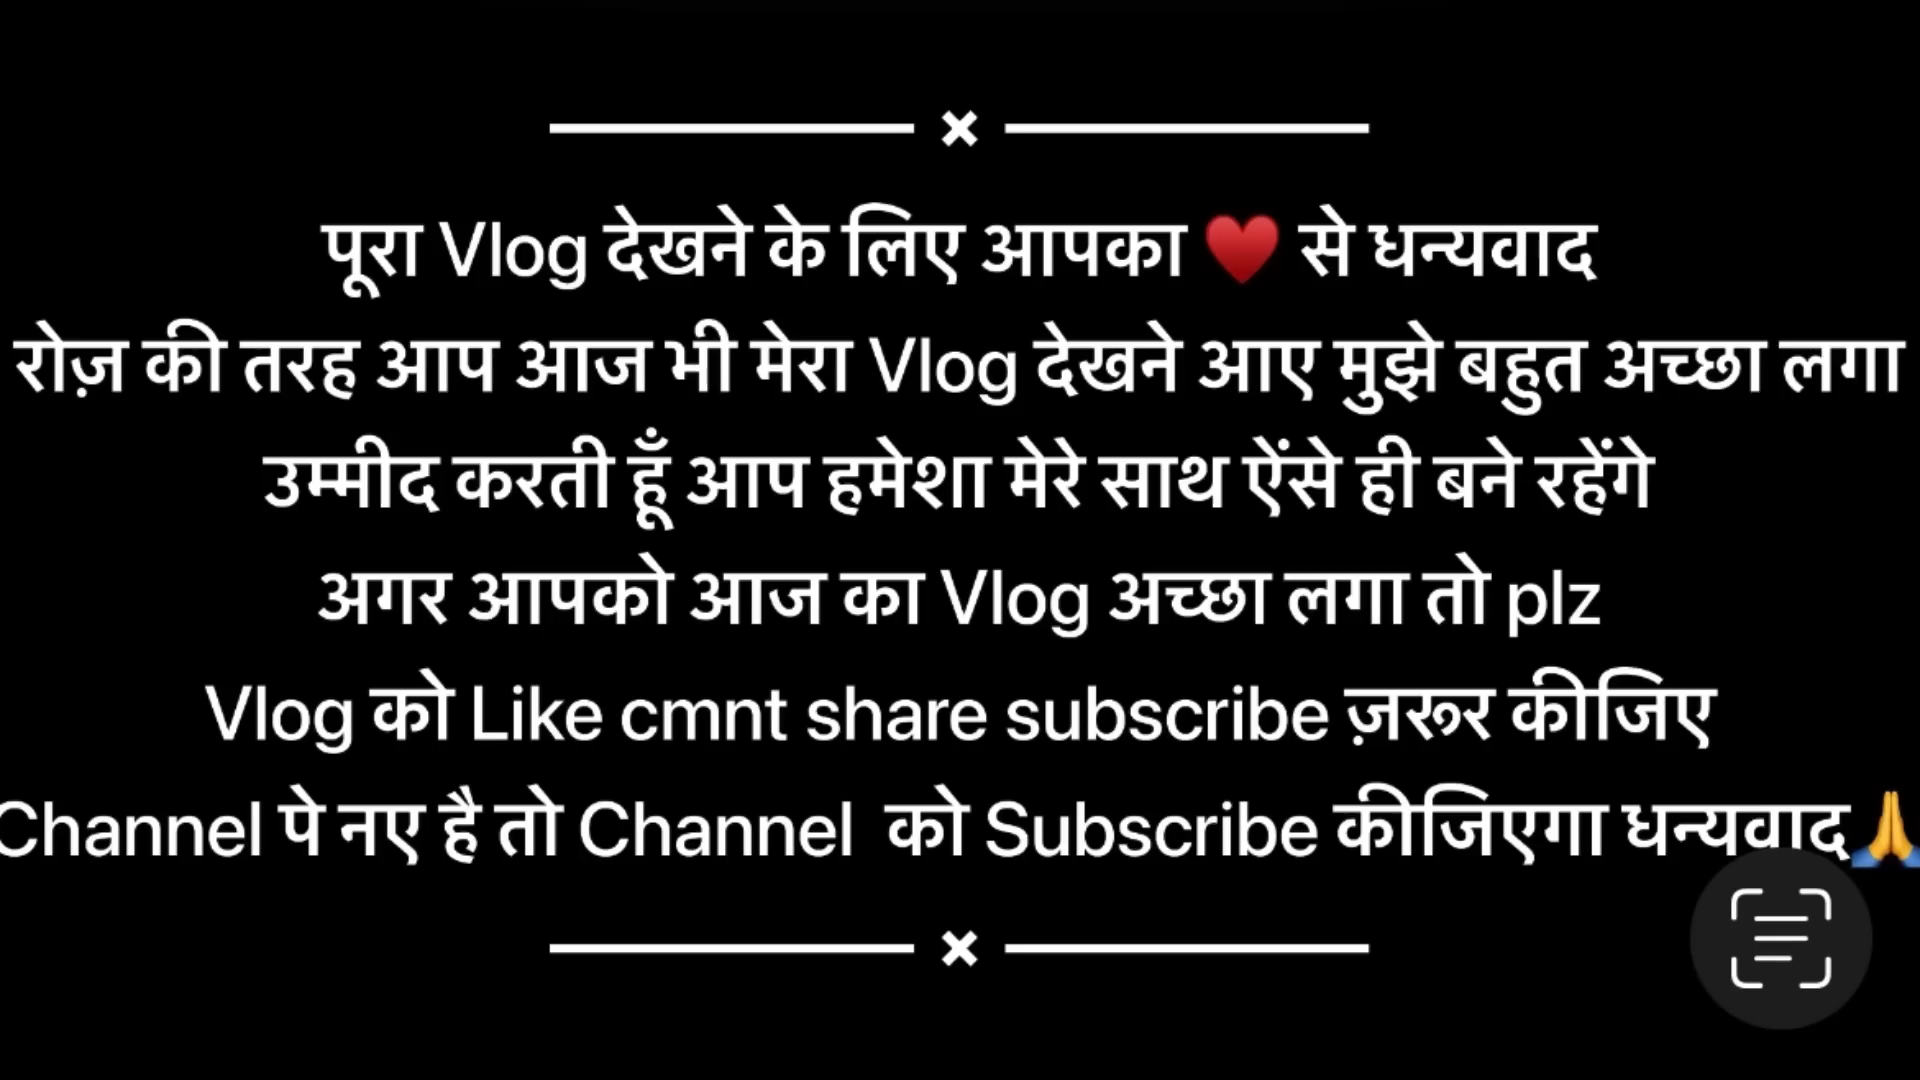 पूरा Vlog देखने के लिए आपका ♥️ से धन्यवाद
रोज़ की तरह आप आज भी मेरा Vlog देखने आए मुझे बहुत अच्छा लगा
उम्मीद करती हूँ आप हमेशा मेरे साथ ऐंसे ही बने रहेंगे
अगर आपको आज का Vlog अच्छा लगा तो plz
Vlog को Like cmnt share subscribe ज़रूर कीजिए
Channel पे नए है तो Channel को Subscribe कीजिएगा धन्यवाद🙏